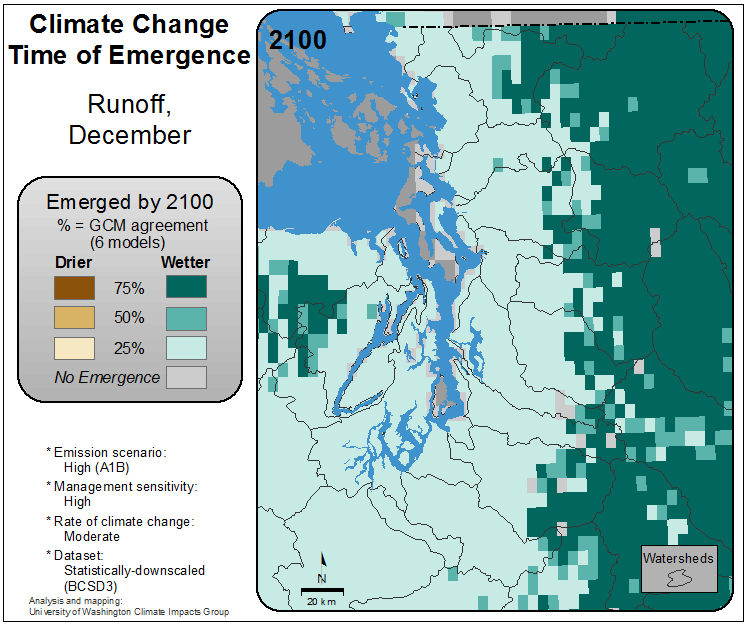 Climate Change
Time of Emergence
Runoff,
December
Emerged by 2100
% = GCM agreement
(6 models)
Drier Wetter
75%
50%
25%
No Emergence
* Emission scenario:
High (A1B)
* Management sensitivity:
High
* Rate of climate change:
Moderate
* Dataset:
Statistically-downscaled
(BCSD3)
Analysis and mapping:
University of Washington Climate Impacts Group
2100
N
20 km
Watersheds